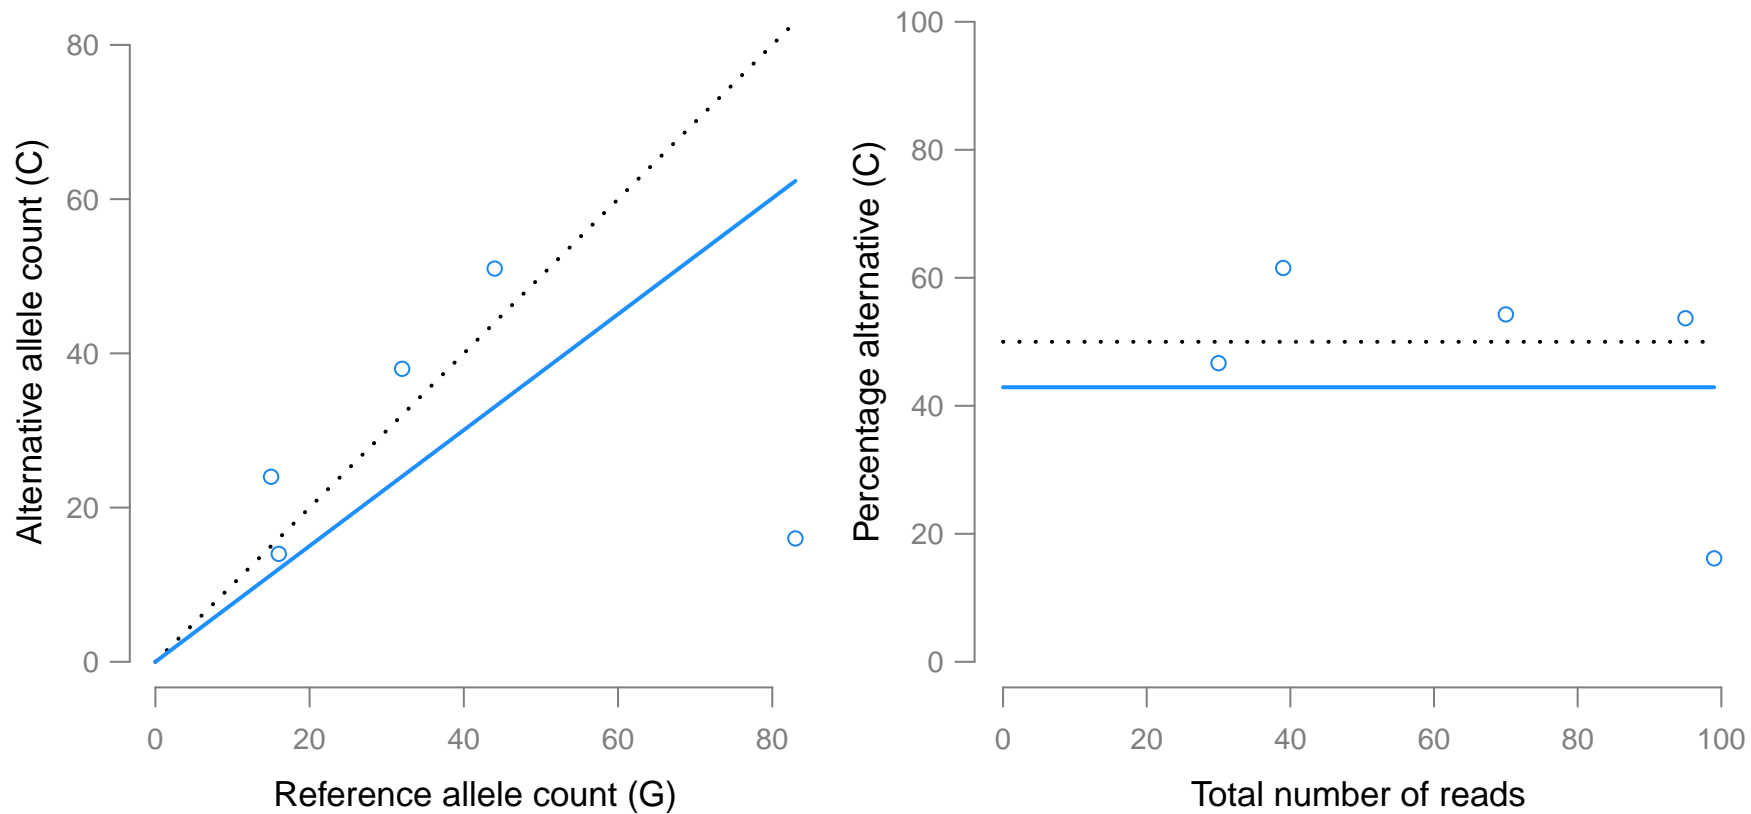 Alternative allele count (C)
80
60
40
20
0
0 20 40 60 80
Reference allele count (G)
Percentage alternative (C)
100
80
60
40
20
0
0 20 40 60 80 100
Total number of reads